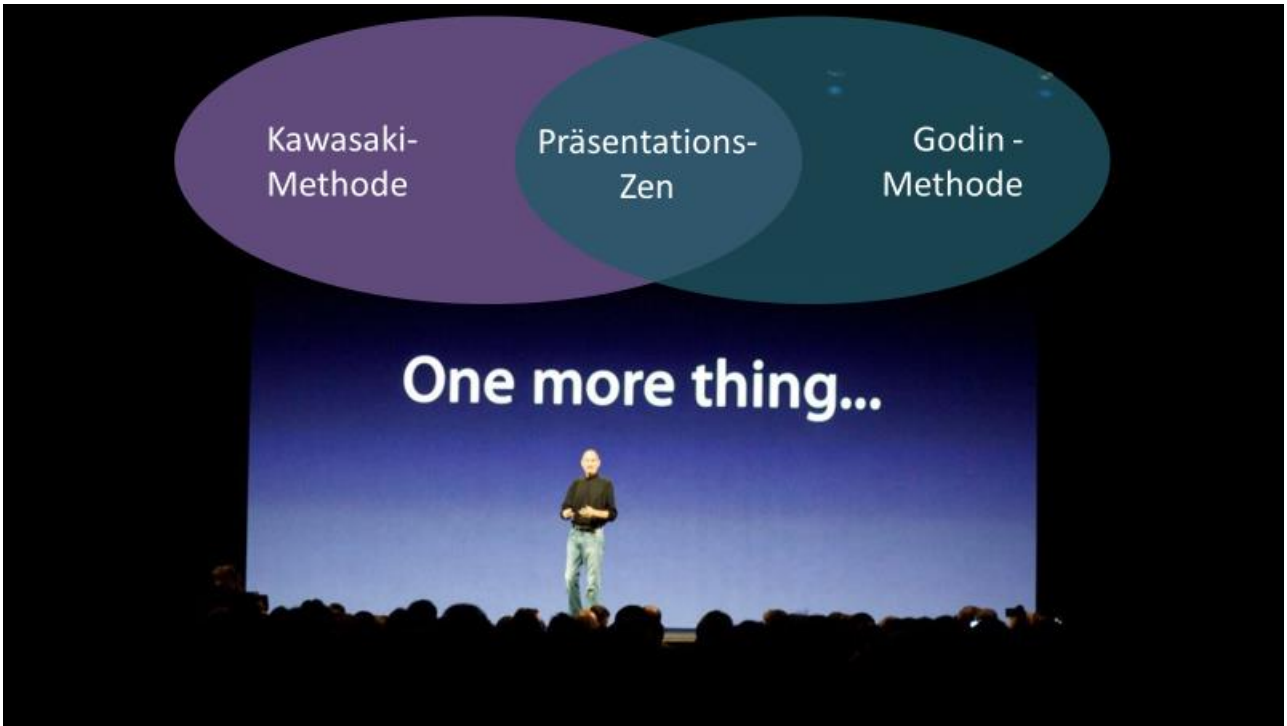 Kawasaki-
Methode
Präsentations-
Zen
Godin -
Methode
One more thing...